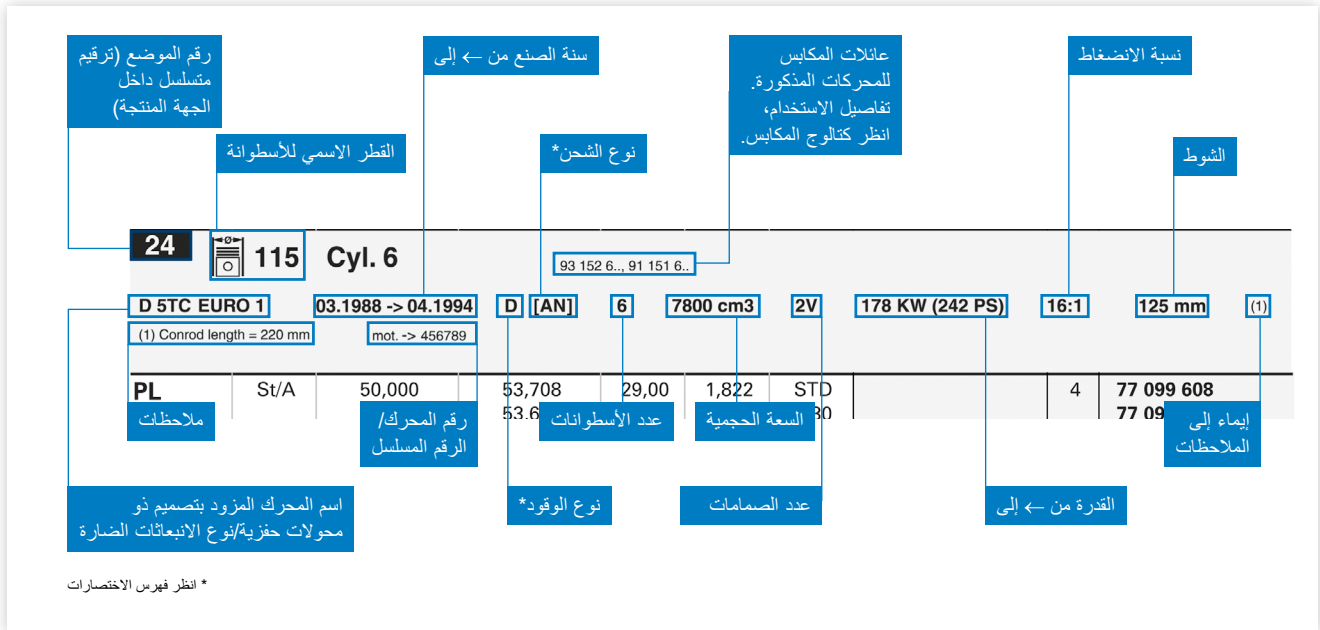 رقم الموضع (ترقيم
متسلسل داخل
الجهة المنتجة)
سنة الصنع من ← إلى
عائلات المكابس
للمحركات المذكورة.
تفاصيل الاستخدام،
انظر كتالوج المكابس.
نسبة الانضغاط
القطر الاسمي للأسطوانة
نوع الشحن*
الشوط
24 Ø 115 Cyl. 6
93 152 6.., 91 151 6..
D 5TC EURO 1 03.1988 -> 04.1994 D [AN] 6 7800 cm3 2V 178 KW (242 PS) 16:1 125 mm (1)
(1) Conrod length = 220 mm mot. -> 456789
PL St/A 50,000 53,708 29,00 1,822 STD 4 77 099 608
ملاحظات
رقم المحرك/
الرقم المسلسل
عدد الأسطوانات
السعة الحجمية
إيماء إلى
الملاحظات
اسم المحرك المزود بتصميم ذو
محولات حفزية/نوع الانبعاثات الضارة
نوع الوقود*
عدد الصمامات
القدرة من ← إلى
* انظر فهرس الاختصارات